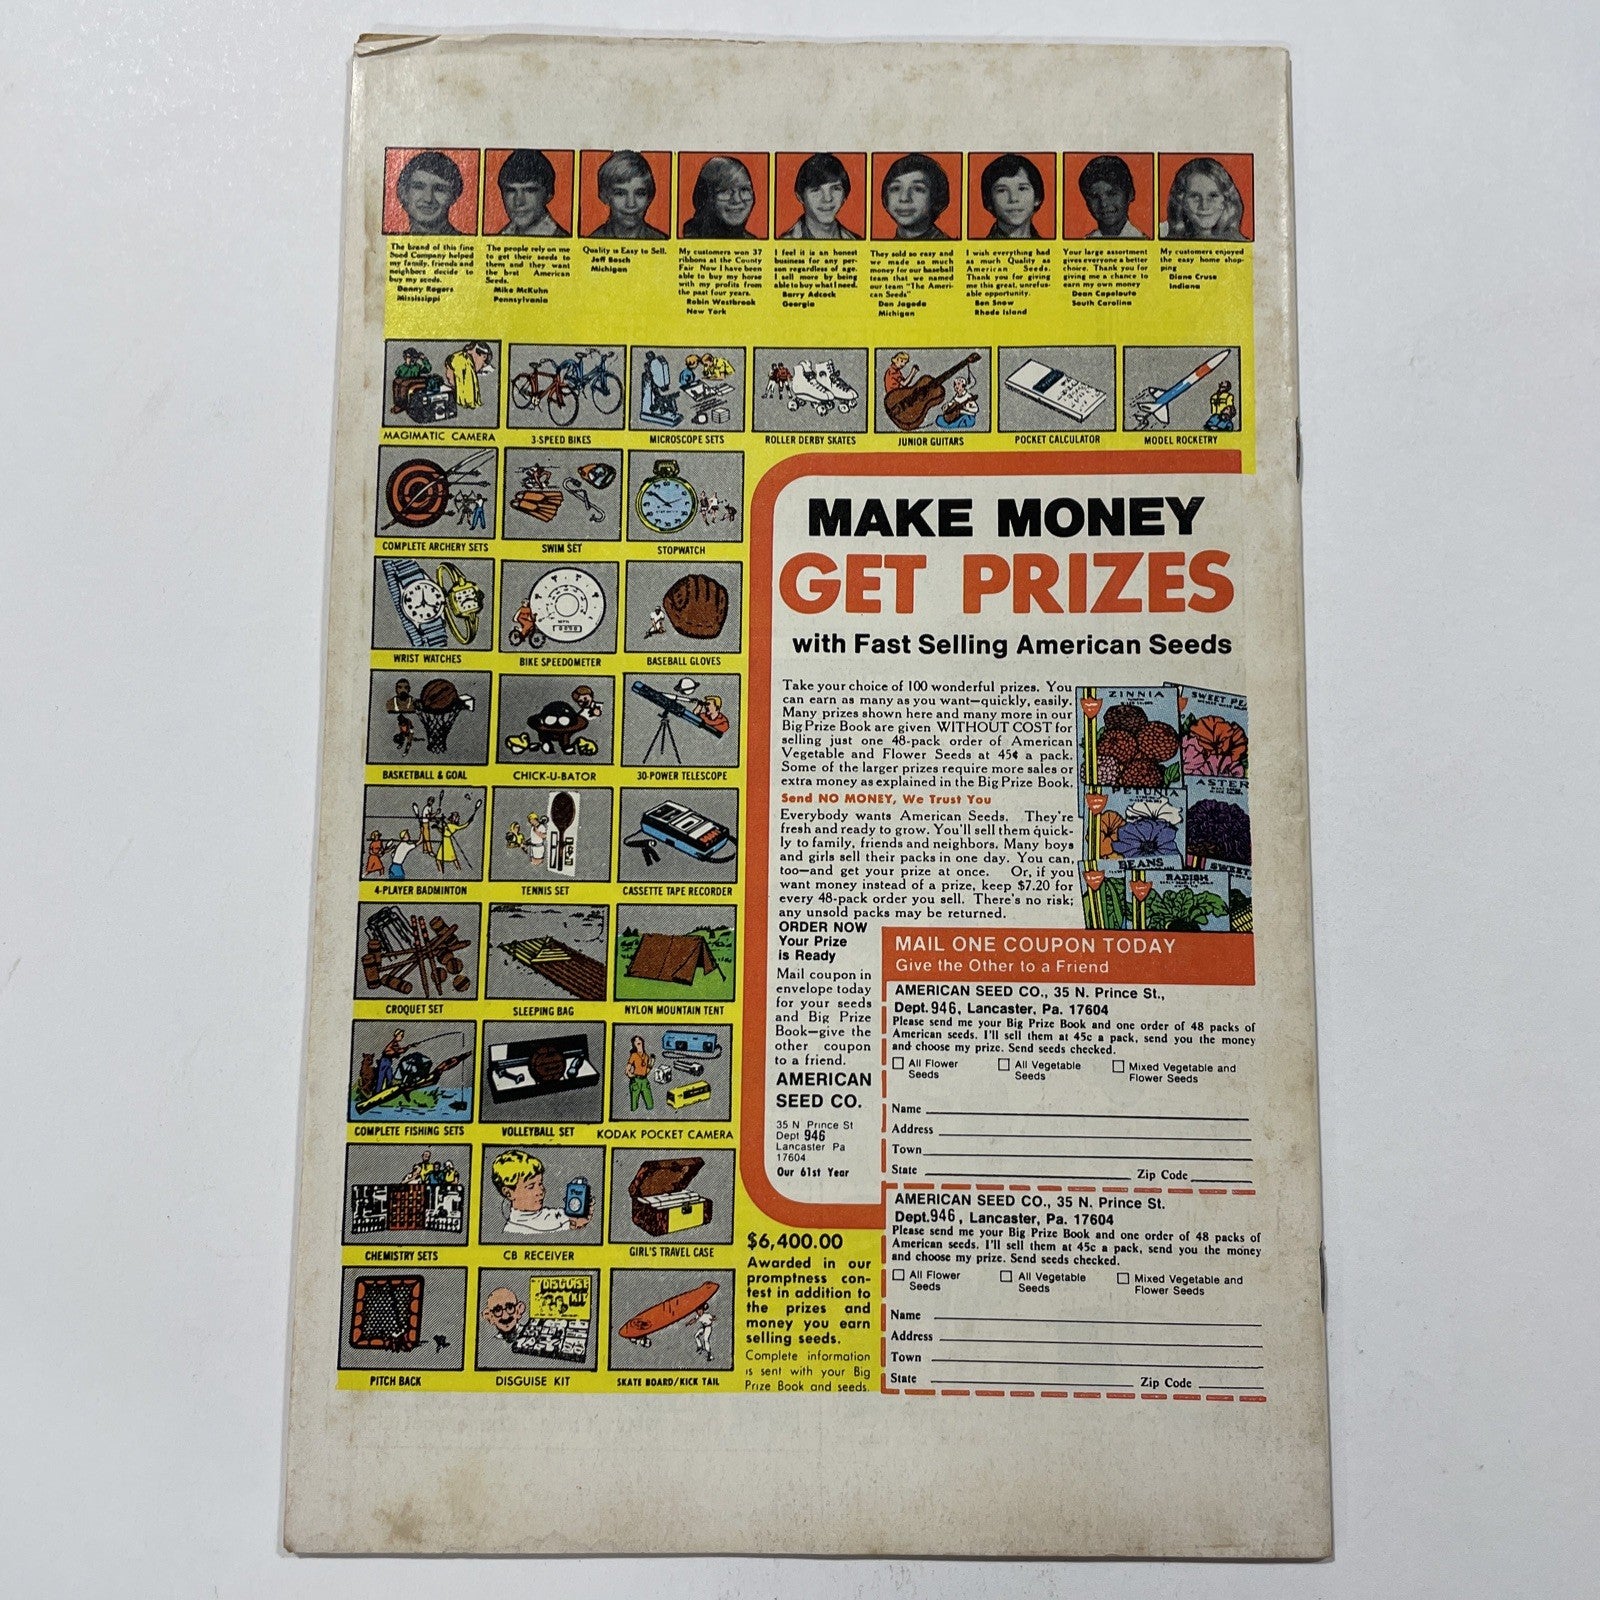 The brand of this fine
Seed Company helped
my family, friends and
neighbors decide to
buy my seeds.
Danny Rogers
Mississippi
The people rely on me
to get their seeds to
them and they want
the best American
Seeds.
Mike McKuhn
Pennsylvania
Quality is Easy to Sell.
Jeff Bosch
Michigan
My customers won 37
ribbons at the County
Fair Now I have been
able to buy my horse
with my profits from
the past four years.
Robin Westbrook
New York
I feel it is an honest
business for any per-
son regardless of age.
I sell more by being
able to buy what I need.
Barry Adcock
Georgia
They sold so easy and
we made so much
money for our baseball
team that we named
our team "The Ameri-
can Seeds"
Don Jagoda
Michigan
I wish everything had
as much Quality as
American Seeds.
Thank you for giving
me this great, unrefus-
able opportunity.
Ben Snow
Rhode Island
Your large assortment
gives everyone a better
choice. Thank you for
giving me a chance to
earn my own money
Dean Capelouto
South Carolina
My customers enjoyed
the easy home shop-
ping
Diane Cruse
Indiana
MAGIMATIC CAMERA
3-SPEED BIKES
MICROSCOPE SETS
ROLLER DERBY SKATES
JUNIOR GUITARS
POCKET CALCULATOR
MODEL ROCKETRY
COMPLETE ARCHERY SETS
SWIM SET
STOPWATCH
WRIST WATCHES
BIKE SPEEDOMETER
BASEBALL GLOVES
BASKETBALL & GOAL
CHICK-U-BATOR
30-POWER TELESCOPE
4-PLAYER BADMINTON
TENNIS SET
CASSETTE TAPE RECORDER
CROQUET SET
SLEEPING BAG
NYLON MOUNTAIN TENT
COMPLETE FISHING SETS
VOLLEYBALL SET
KODAK POCKET CAMERA
CHEMISTRY SETS
CB RECEIVER
GIRL'S TRAVEL CASE
DISGUISE
KIT
PITCH BACK
DISGUISE KIT
SKATE BOARD/KICK TAIL
MAKE MONEY
GET PRIZES
with Fast Selling American Seeds
Take your choice of 100 wonderful prizes. You
can earn as many as you want—quickly, easily.
Many prizes shown here and many more in our
Big Prize Book are given WITHOUT COST for
selling just one 48-pack order of American
Vegetable and Flower Seeds at 45¢ a pack.
Some of the larger prizes require more sales or
extra money as explained in the Big Prize Book.
Send NO MONEY, We Trust You
Everybody wants American Seeds. They're
fresh and ready to grow. You'll sell them quick-
ly to family, friends and neighbors. Many boys
and girls sell their packs in one day. You can,
too—and get your prize at once. Or, if you
want money instead of a prize, keep $7.20 for
every 48-pack order you sell. There's no risk;
any unsold packs may be returned.
ZINNIA
SWEET PE
ASTER
PETUNIA
BEANS
SWEET
RADISH
ORDER NOW
Your Prize
is Ready
Mail coupon in
envelope today
for your seeds
and Big Prize
Book—give the
other coupon
to a friend.
AMERICAN
SEED CO.
35 N Prince St
Dept 946
Lancaster Pa
17604
Our 61st Year
$6,400.00
Awarded in our
promptness con-
test in addition to
the prizes and
money you earn
selling seeds.
Complete information
is sent with your Big
Prize Book and seeds.
MAIL ONE COUPON TODAY
Give the Other to a Friend
AMERICAN SEED CO., 35 N. Prince St.,
Dept. 946, Lancaster, Pa. 17604
Please send me your Big Prize Book and one order of 48 packs of
American seeds. I'll sell them at 45c a pack, send you the money
and choose my prize. Send seeds checked.
All Flower
Seeds
All Vegetable
Seeds
Mixed Vegetable and
Flower Seeds
Name
Address
Town
State Zip Code
AMERICAN SEED CO., 35 N. Prince St.
Dept. 946, Lancaster, Pa. 17604
Please send me your Big Prize Book and one order of 48 packs of
American seeds. I'll sell them at 45c a pack, send you the money
and choose my prize. Send seeds checked.
All Flower
Seeds
All Vegetable
Seeds
Mixed Vegetable and
Flower Seeds
Name
Address
Town
State Zip Code